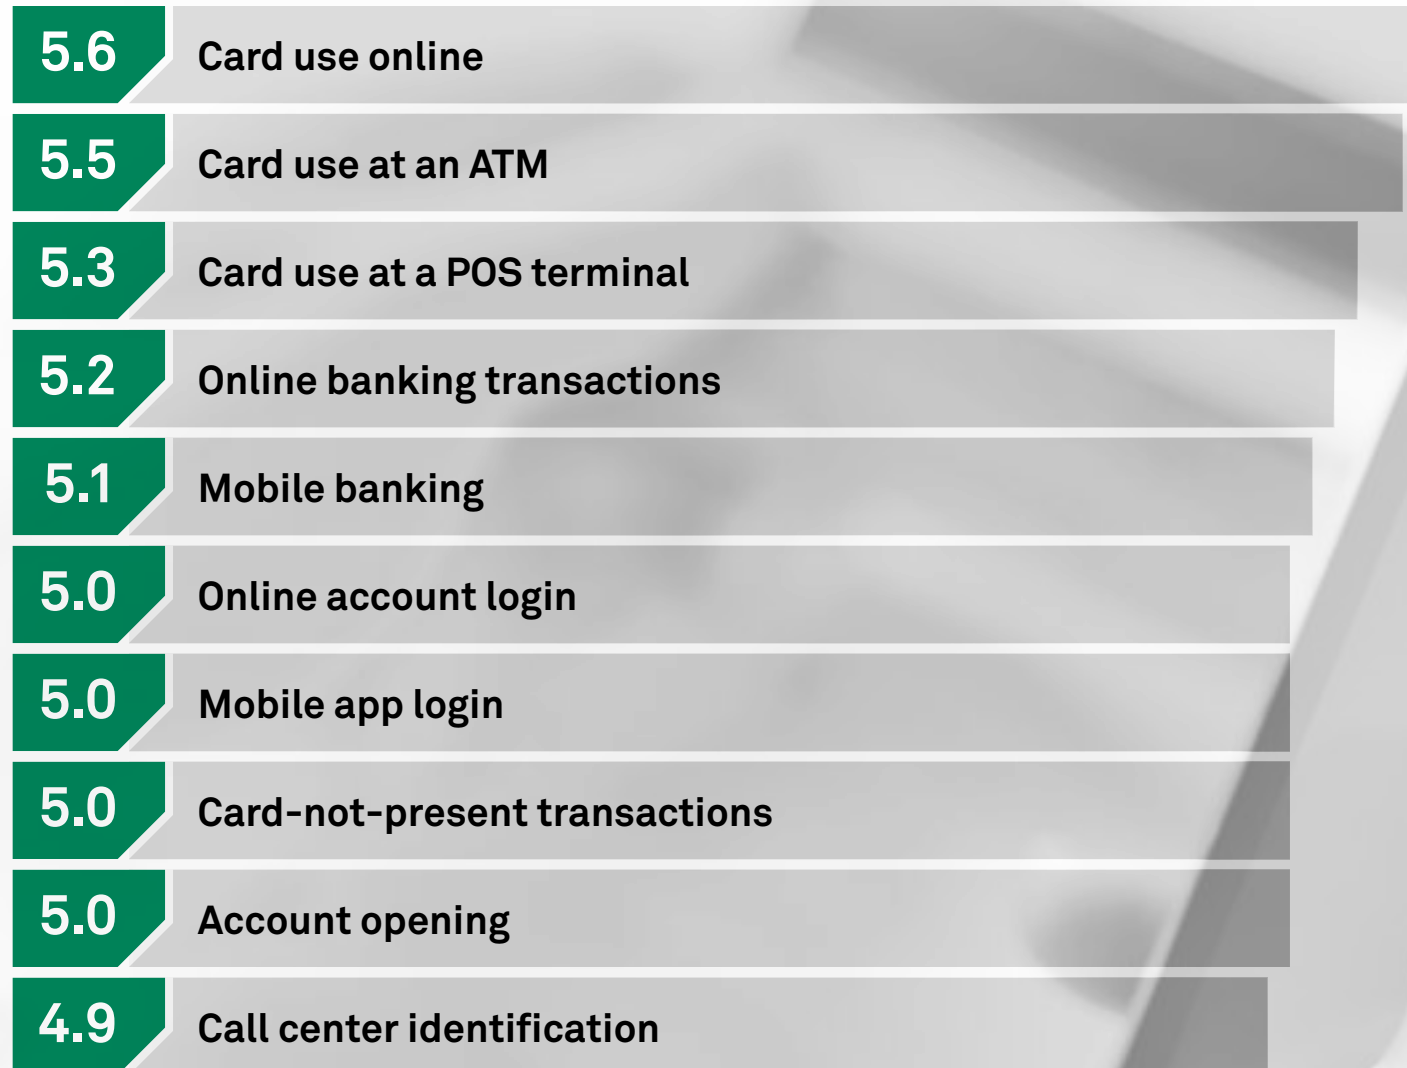 5.6 Card use online
5.5 Card use at an ATM
5.3 Card use at a POS terminal
5.2 Online banking transactions
5.1 Mobile banking
5.0 Online account login
5.0 Mobile app login
5.0 Card-not-present transactions
5.0 Account opening
4.9 Call center identification